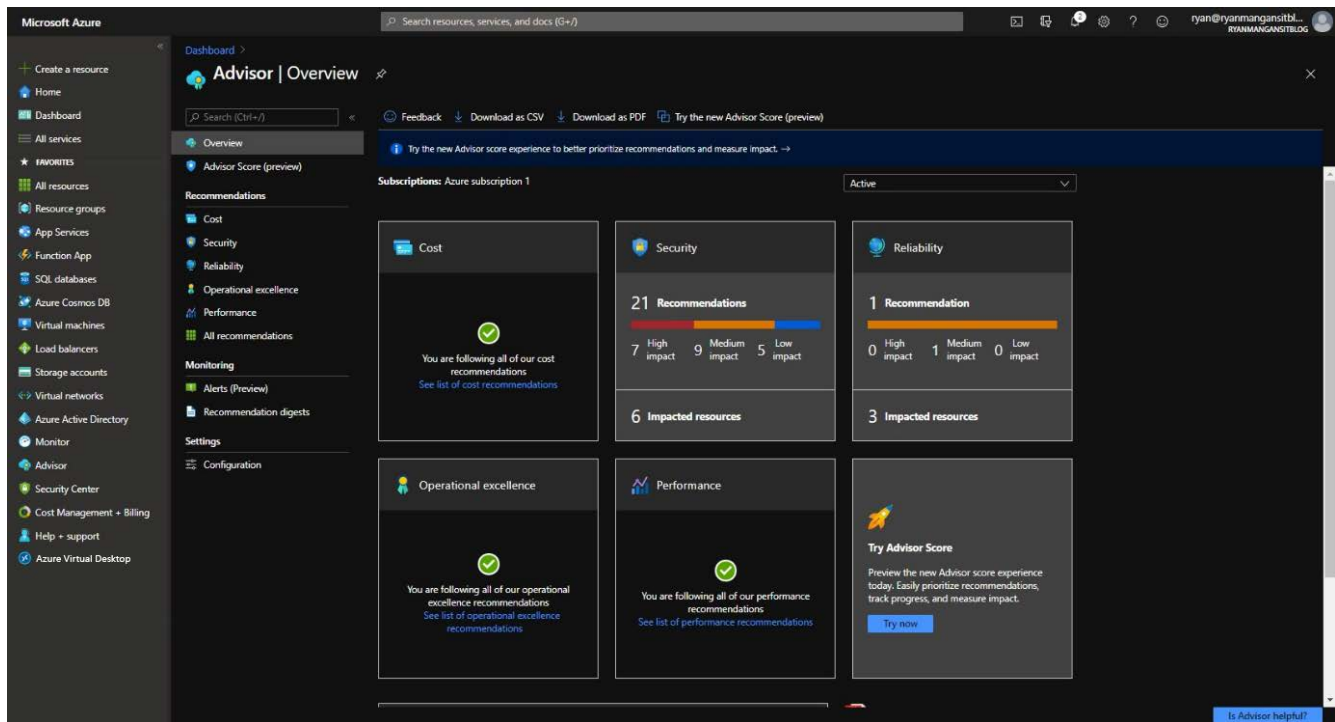 Microsoft Azure
Search resources, services, and docs (G+/)
2
?
ryan@ryanmangansitbl...
RYANMANGANSITBLOG
«
Create a resource
Home
Dashboard
All services
FAVORITES
All resources
Resource groups
App Services
Function App
SQL databases
Azure Cosmos DB
Virtual machines
Load balancers
Storage accounts
Virtual networks
Azure Active Directory
Monitor
Advisor
Security Center
Cost Management + Billing
Help + support
Azure Virtual Desktop
Dashboard >
Advisor | Overview
Search (Ctrl+/)
«
Overview
Advisor Score (preview)
Recommendations
Cost
Security
Reliability
Operational excellence
Performance
All recommendations
Monitoring
Alerts (Preview)
Recommendation digests
Settings
Configuration
Feedback Download as CSV Download as PDF Try the new Advisor Score (preview)
Try the new Advisor score experience to better prioritize recommendations and measure impact. →
Subscriptions: Azure subscription 1
Active
Cost
You are following all of our cost
recommendations
See list of cost recommendations
Security
21 Recommendations
7 High impact 9 Medium impact 5 Low impact
6 Impacted resources
Reliability
1 Recommendation
0 High impact 1 Medium impact 0 Low impact
3 Impacted resources
Operational excellence
You are following all of our operational
excellence recommendations
See list of operational excellence
recommendations
Performance
You are following all of our performance
recommendations
See list of performance recommendations
Try Advisor Score
Preview the new Advisor score experience
today. Easily prioritize recommendations,
track progress, and measure impact.
Try now
Is Advisor helpful?